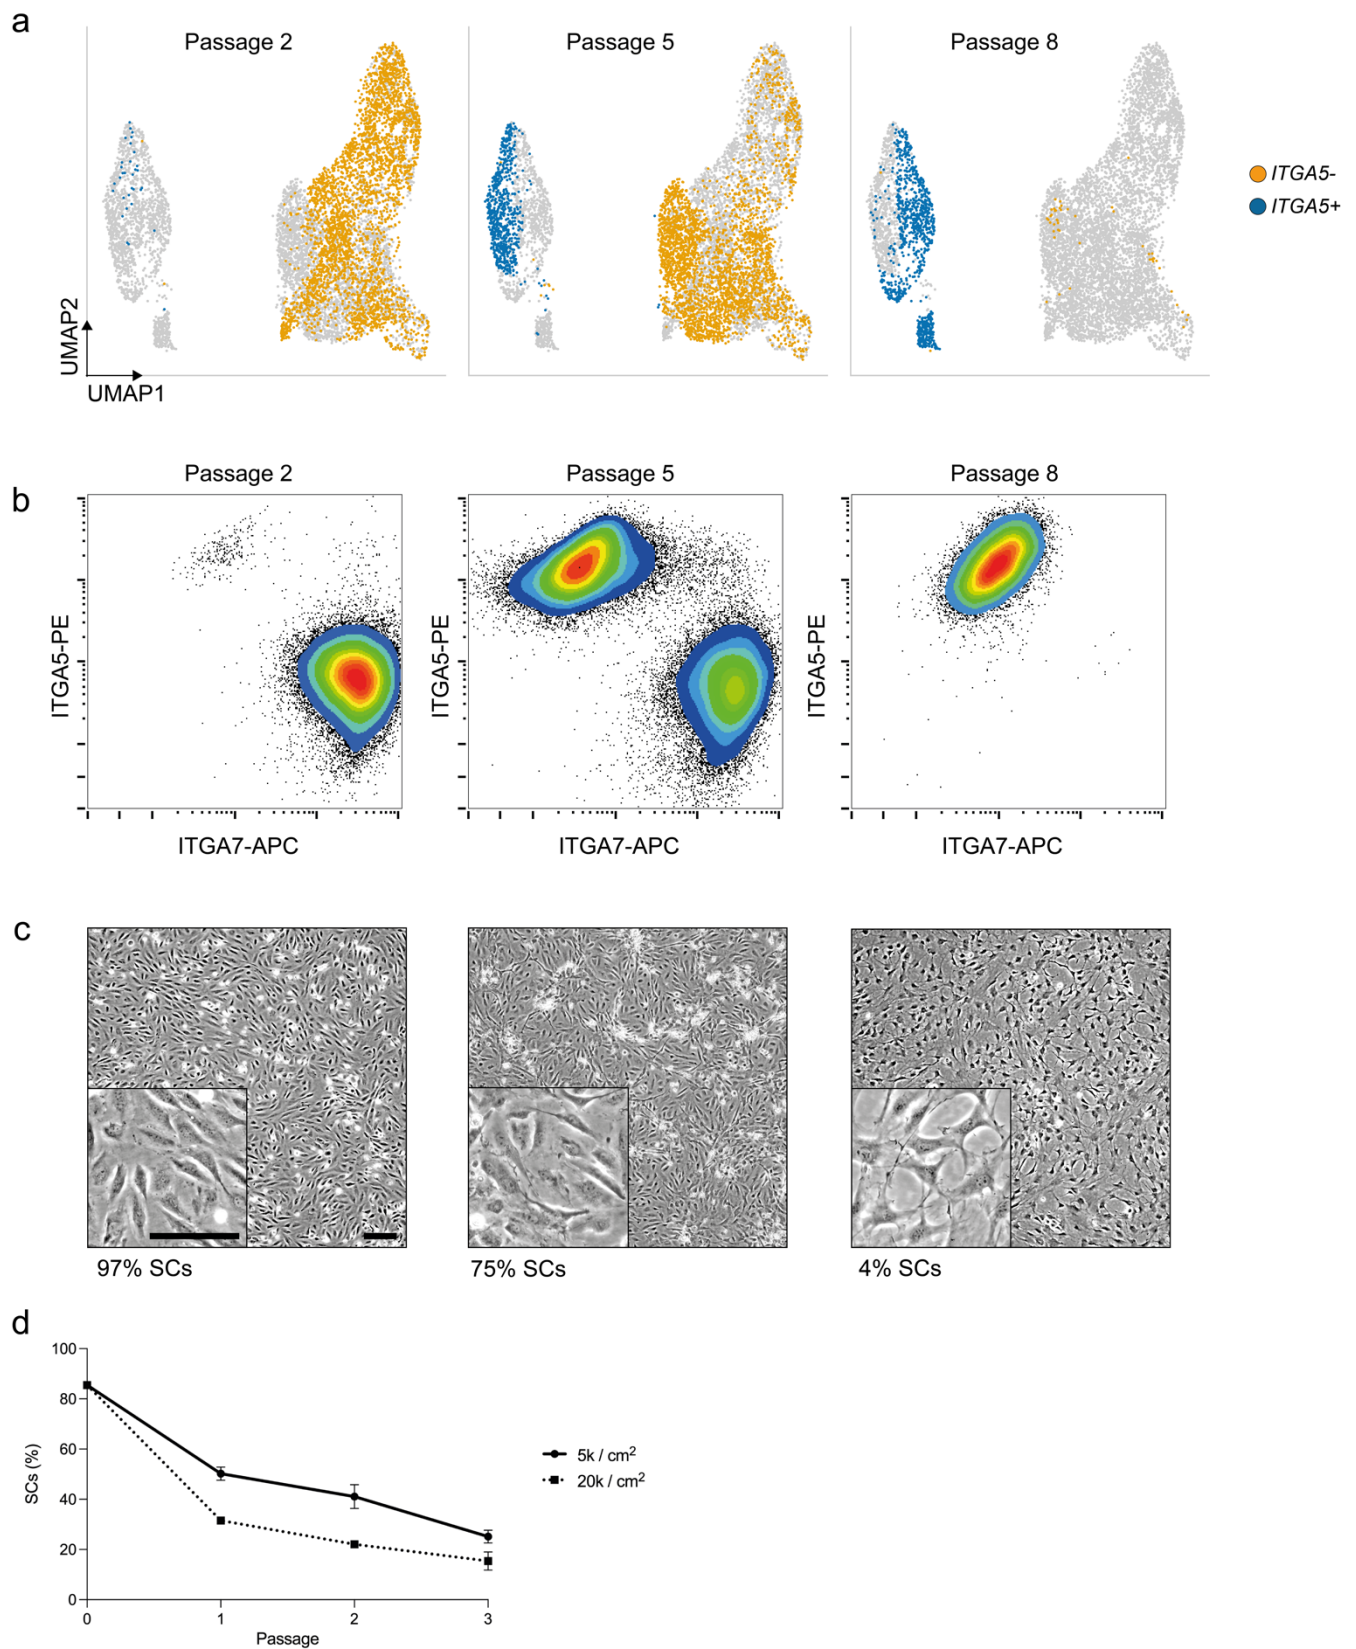 a
Passage 2
Passage 5
Passage 8
ITGA5-
ITGA5+
UMAP2
UMAP1
b
Passage 2
Passage 5
Passage 8
ITGA5-PE
ITGA5-PE
ITGA5-PE
ITGA7-APC
ITGA7-APC
ITGA7-APC
c
97% SCs
75% SCs
4% SCs
d
100
80
60
40
20
0
SCs (%)
0
1
2
3
Passage
5k / cm²
20k / cm²